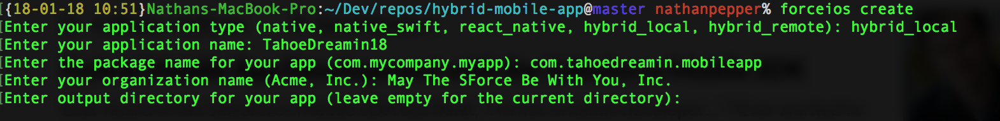 [{18-01-18 10:51}Nathans-MacBook-Pro:~/Dev/repos/hybrid-mobile-app@master nathanpepper% forceios create
[Enter your application type (native, native_swift, react_native, hybrid_local, hybrid_remote): hybrid_local
[Enter your application name: TahoeDreamin18
[Enter the package name for your app (com.mycompany.myapp): com.tahoedreamin.mobileapp
[Enter your organization name (Acme, Inc.): May The SForce Be With You, Inc.
[Enter output directory for your app (leave empty for the current directory):